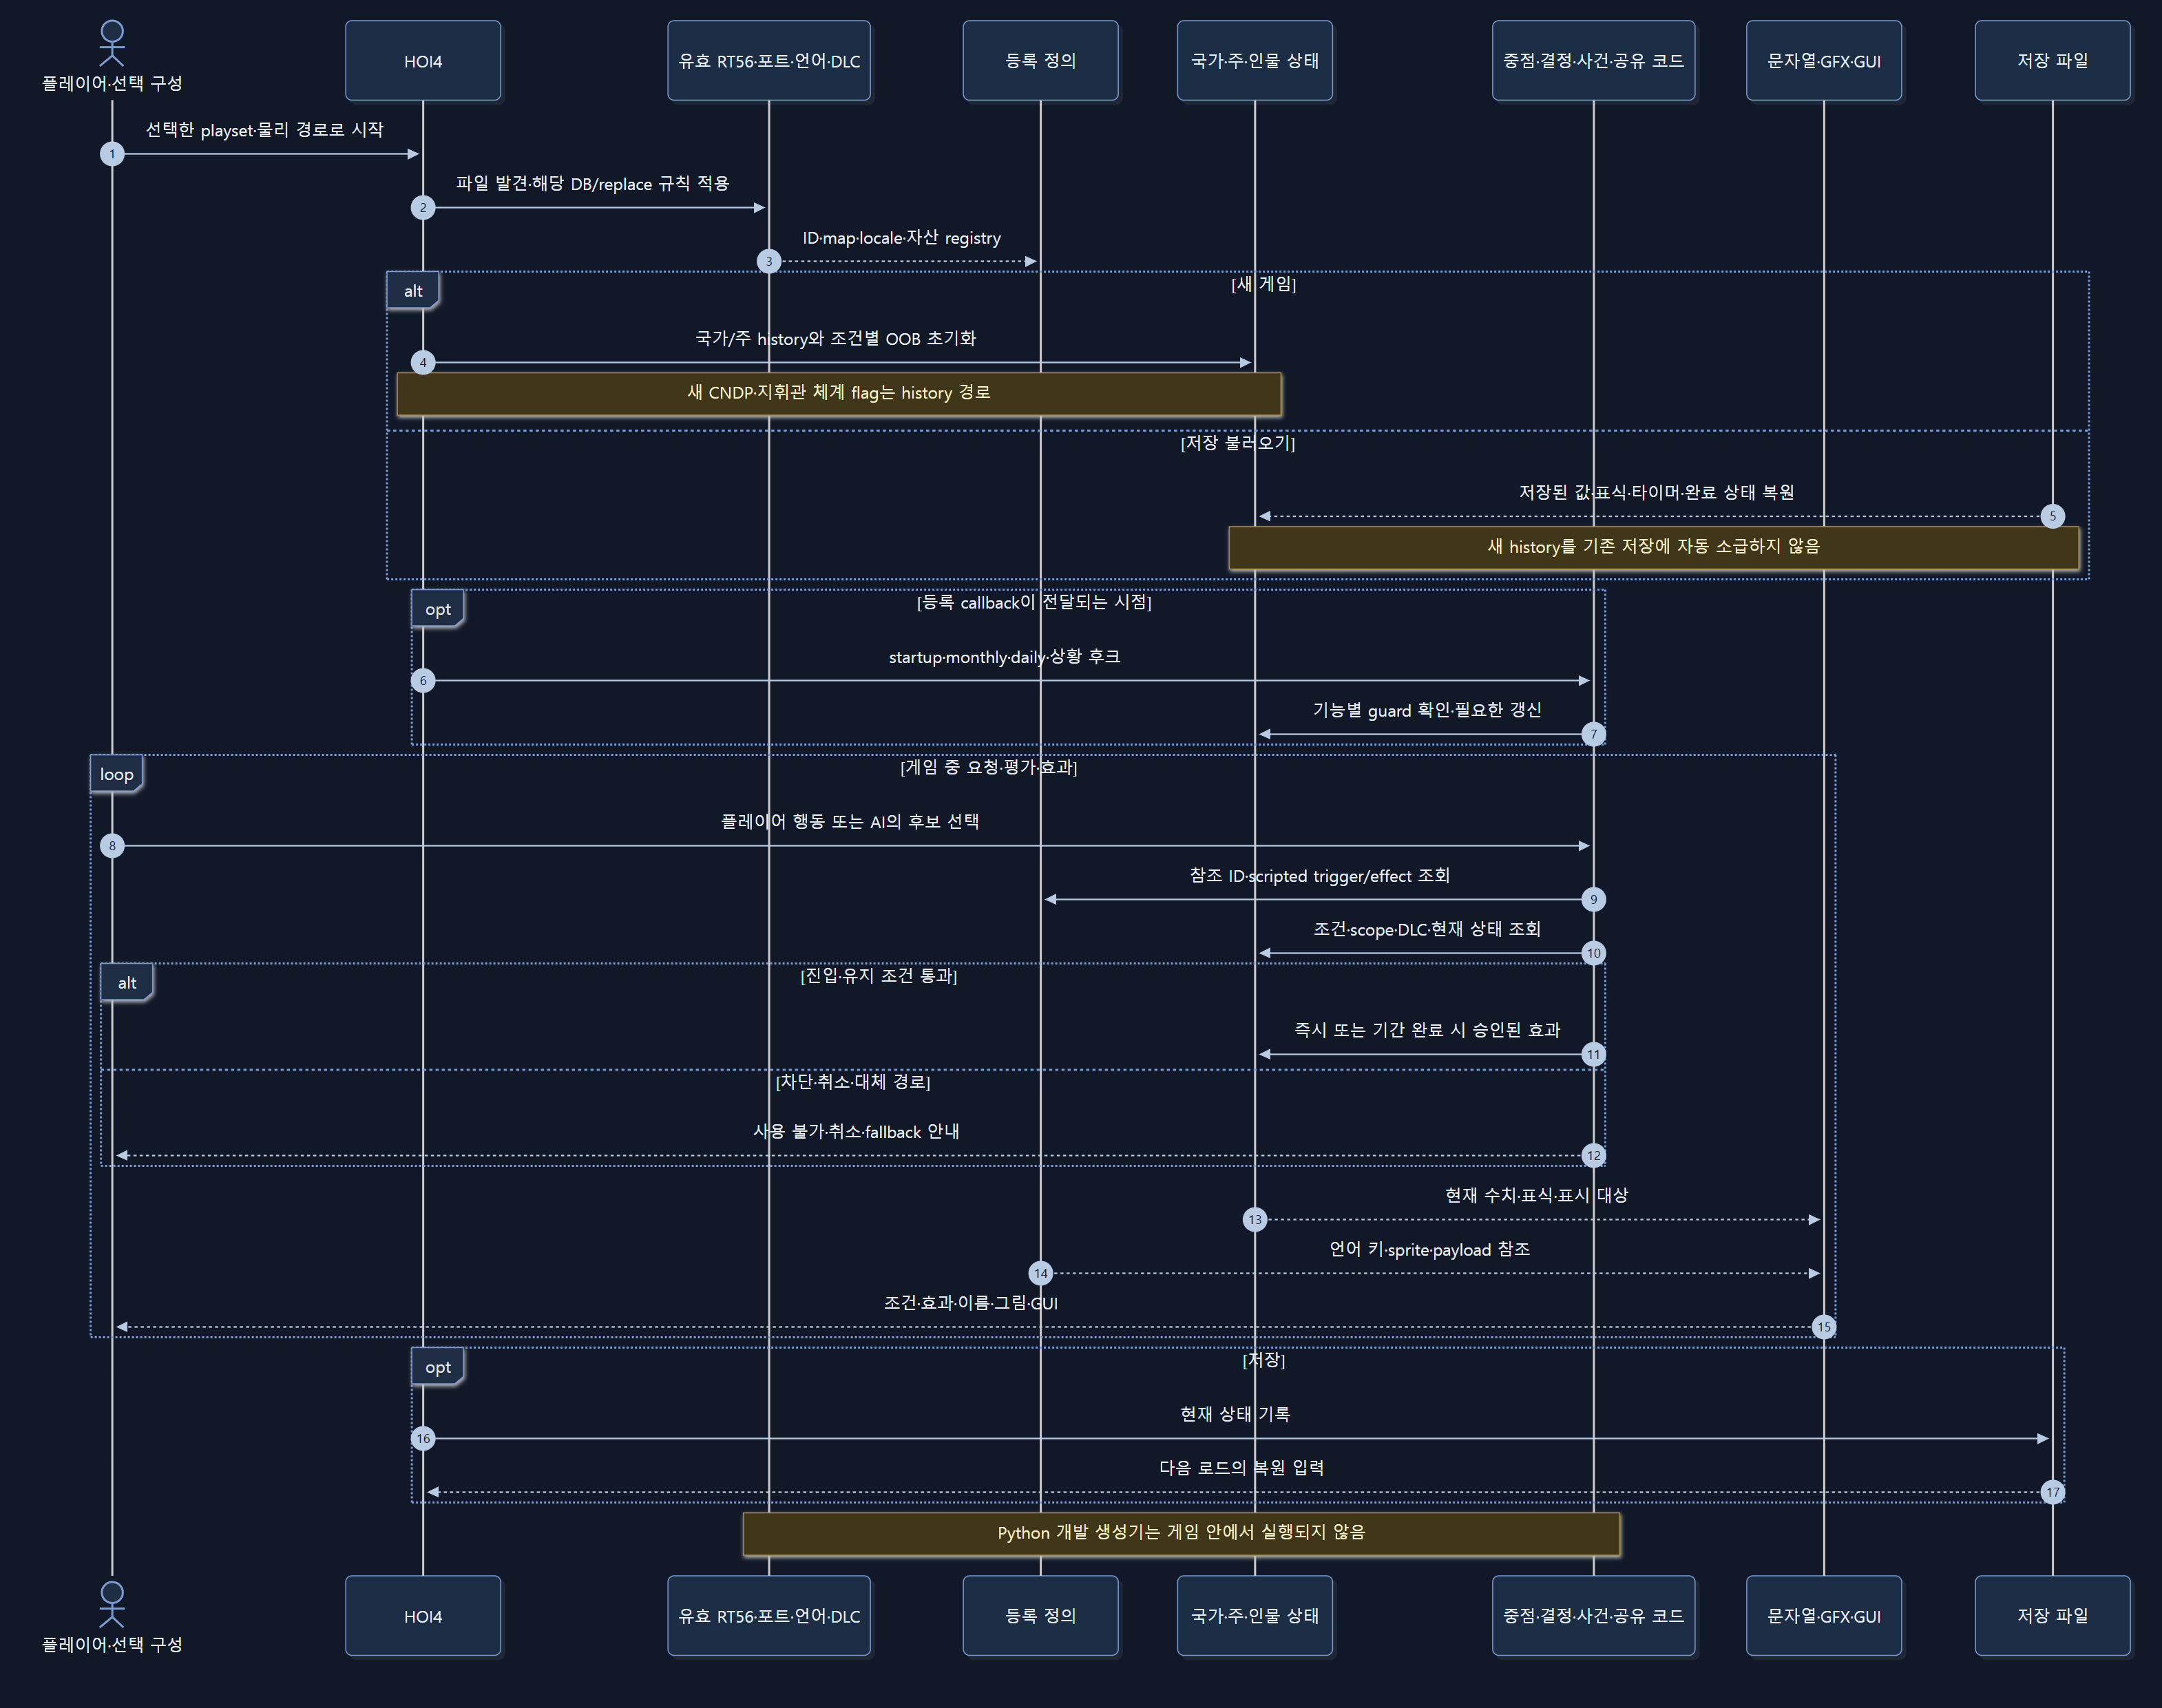 플레이어·선택 구성
HOI4
유효 RT56·포트·언어·DLC
등록 정의
국가·주·인물 상태
중점·결정·사건·공유 코드
문자열·GFX·GUI
저장 파일
선택한 playset·물리 경로로 시작
1
파일 발견·해당 DB/replace 규칙 적용
2
ID·map·locale·자산 registry
3
alt
[새 게임]
국가/주 history와 조건별 OOB 초기화
4
새 CNDP·지휘관 체계 flag는 history 경로
[저장 불러오기]
저장된 값·표식·타이머·완료 상태 복원
5
새 history를 기존 저장에 자동 소급하지 않음
opt
[등록 callback이 전달되는 시점]
startup·monthly·daily·상황 후크
6
기능별 guard 확인·필요한 갱신
7
loop
[게임 중 요청·평가·효과]
플레이어 행동 또는 AI의 후보 선택
8
참조 ID·scripted trigger/effect 조회
9
조건·scope·DLC·현재 상태 조회
10
alt
[진입·유지 조건 통과]
즉시 또는 기간 완료 시 승인된 효과
11
[차단·취소·대체 경로]
사용 불가·취소·fallback 안내
12
현재 수치·표식·표시 대상
13
언어 키·sprite·payload 참조
14
조건·효과·이름·그림·GUI
15
opt
[저장]
현재 상태 기록
16
다음 로드의 복원 입력
17
Python 개발 생성기는 게임 안에서 실행되지 않음
플레이어·선택 구성
HOI4
유효 RT56·포트·언어·DLC
등록 정의
국가·주·인물 상태
중점·결정·사건·공유 코드
문자열·GFX·GUI
저장 파일